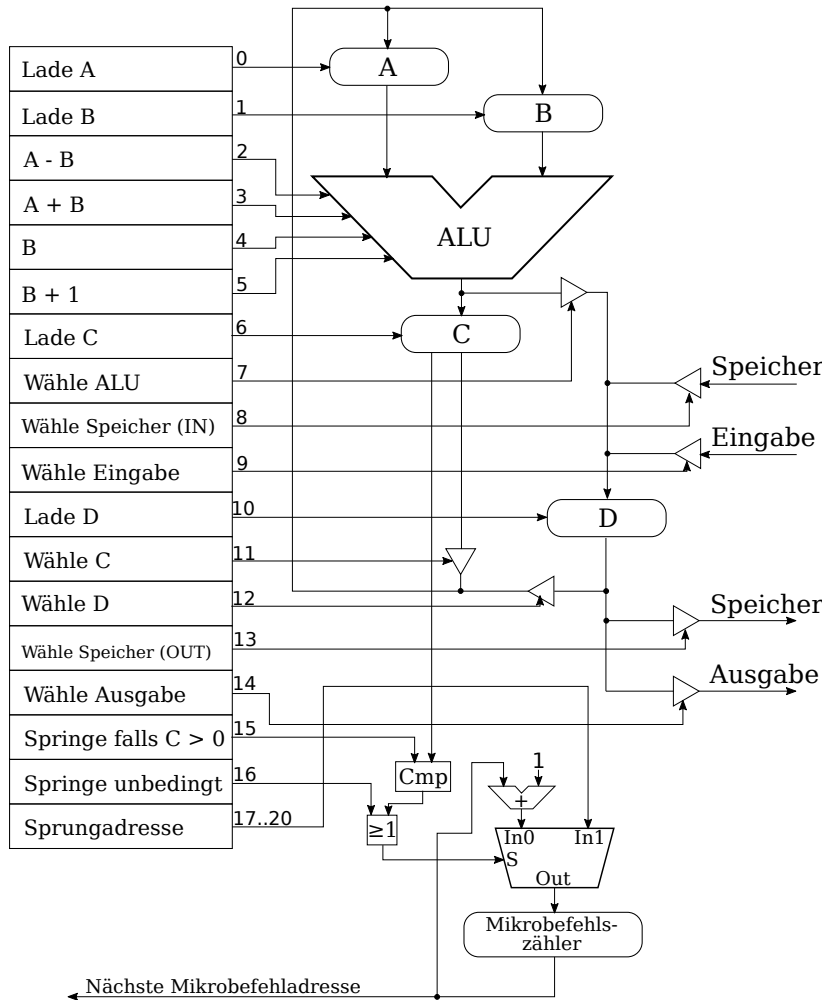 Lade A
0
A
Lade B
1
B
A - B
2
A + B
3
B
4
ALU
B + 1
5
Lade C
6
C
Wähle ALU
7
Speicher
Wähle Speicher (IN)
8
Eingabe
Wähle Eingabe
9
Lade D
10
D
Wähle C
11
Wähle D
12
Speicher
Wähle Speicher (OUT)
13
Ausgabe
Wähle Ausgabe
14
Springe falls C > 0
15
Springe unbedingt
16
Cmp
1
+
Sprungadresse
17..20
≥1
In0
In1
S
Out
Mikrobefehls-
zähler
Nächste Mikrobefehladresse